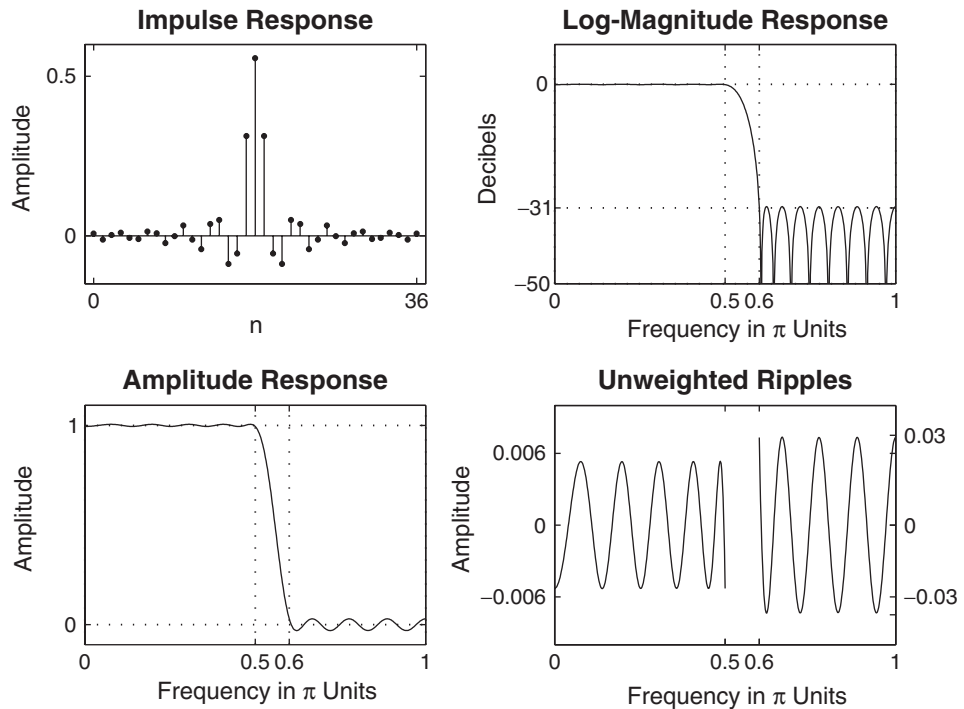 Impulse Response
0.5
0
Amplitude
0
36
n
Log-Magnitude Response
0
−31
−50
Decibels
0
0.5
0.6
1
Frequency in π Units
Amplitude Response
1
0
Amplitude
0
0.5
0.6
1
Frequency in π Units
Unweighted Ripples
0.006
0
−0.006
Amplitude
0.03
0
−0.03
0
0.5
0.6
1
Frequency in π Units